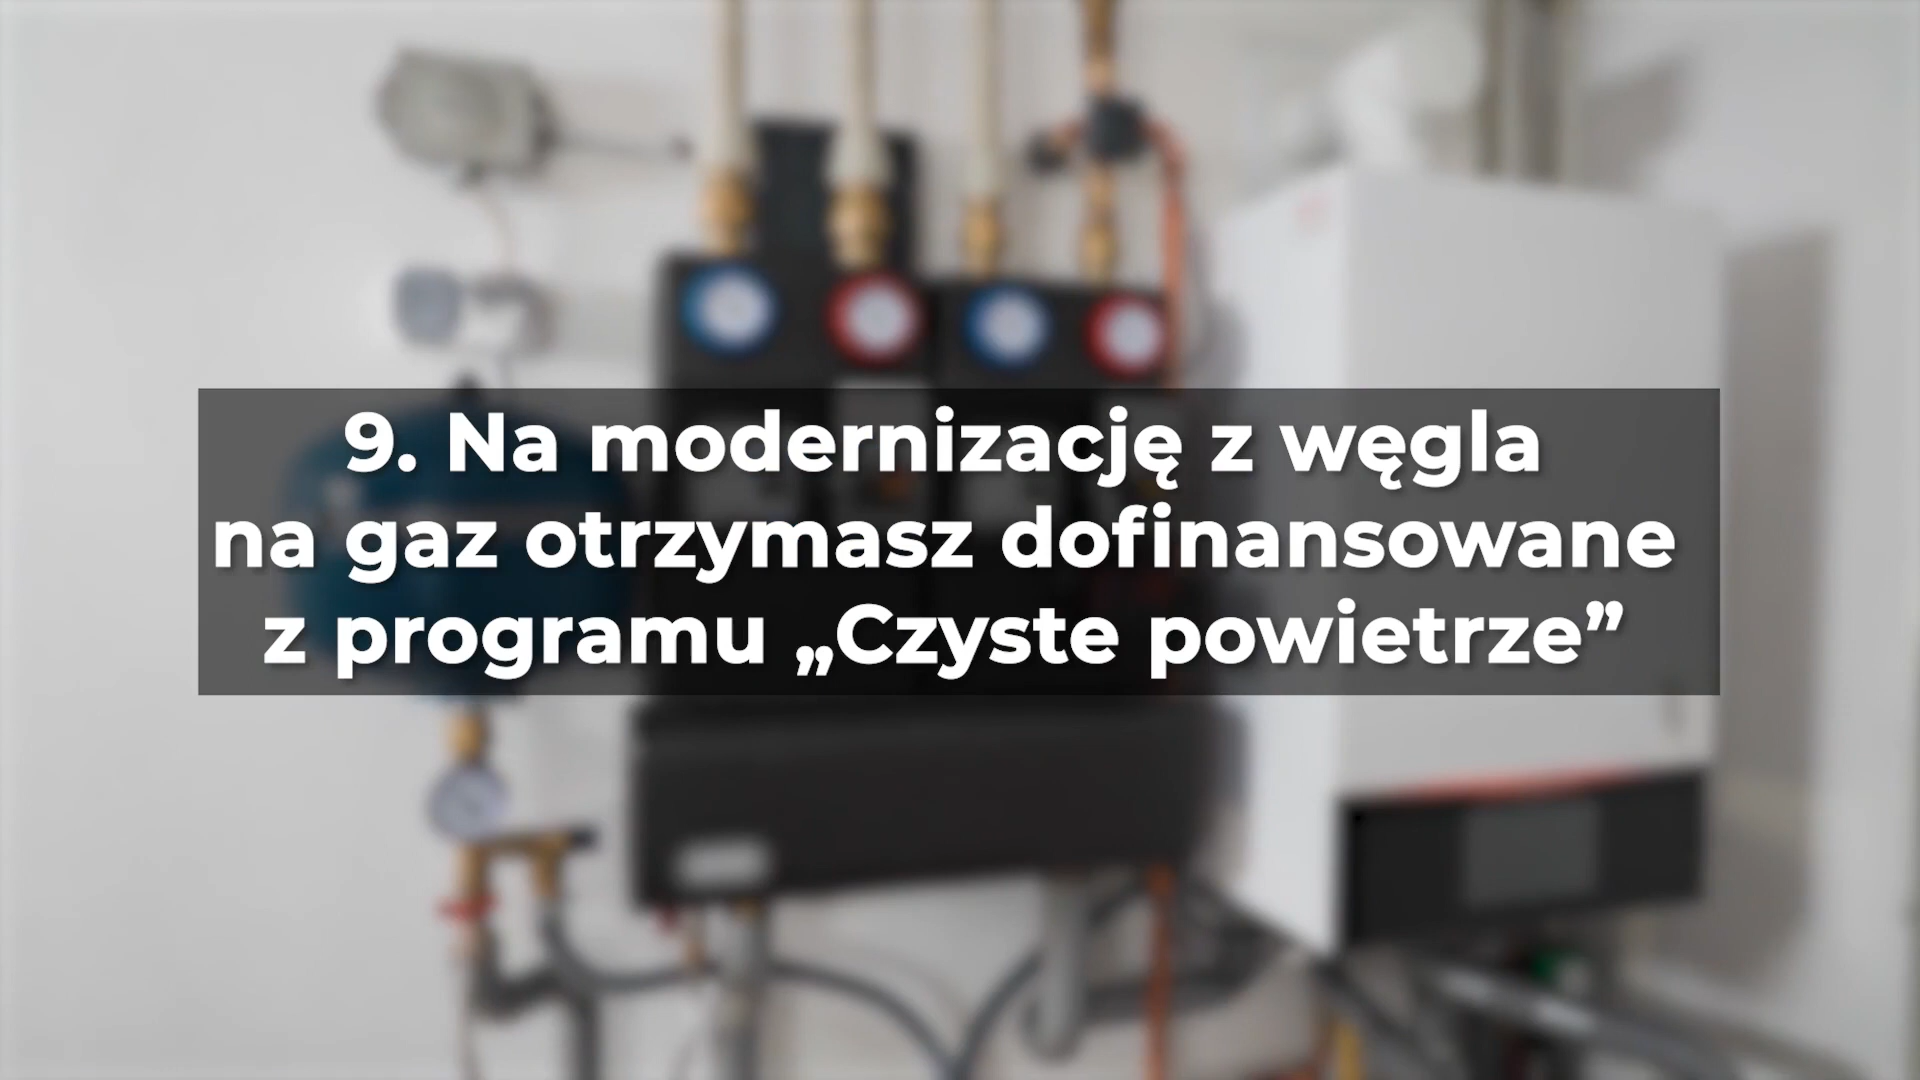 9. Na modernizację z węgla
na gaz otrzymasz dofinansowane
z programu „Czyste powietrze”